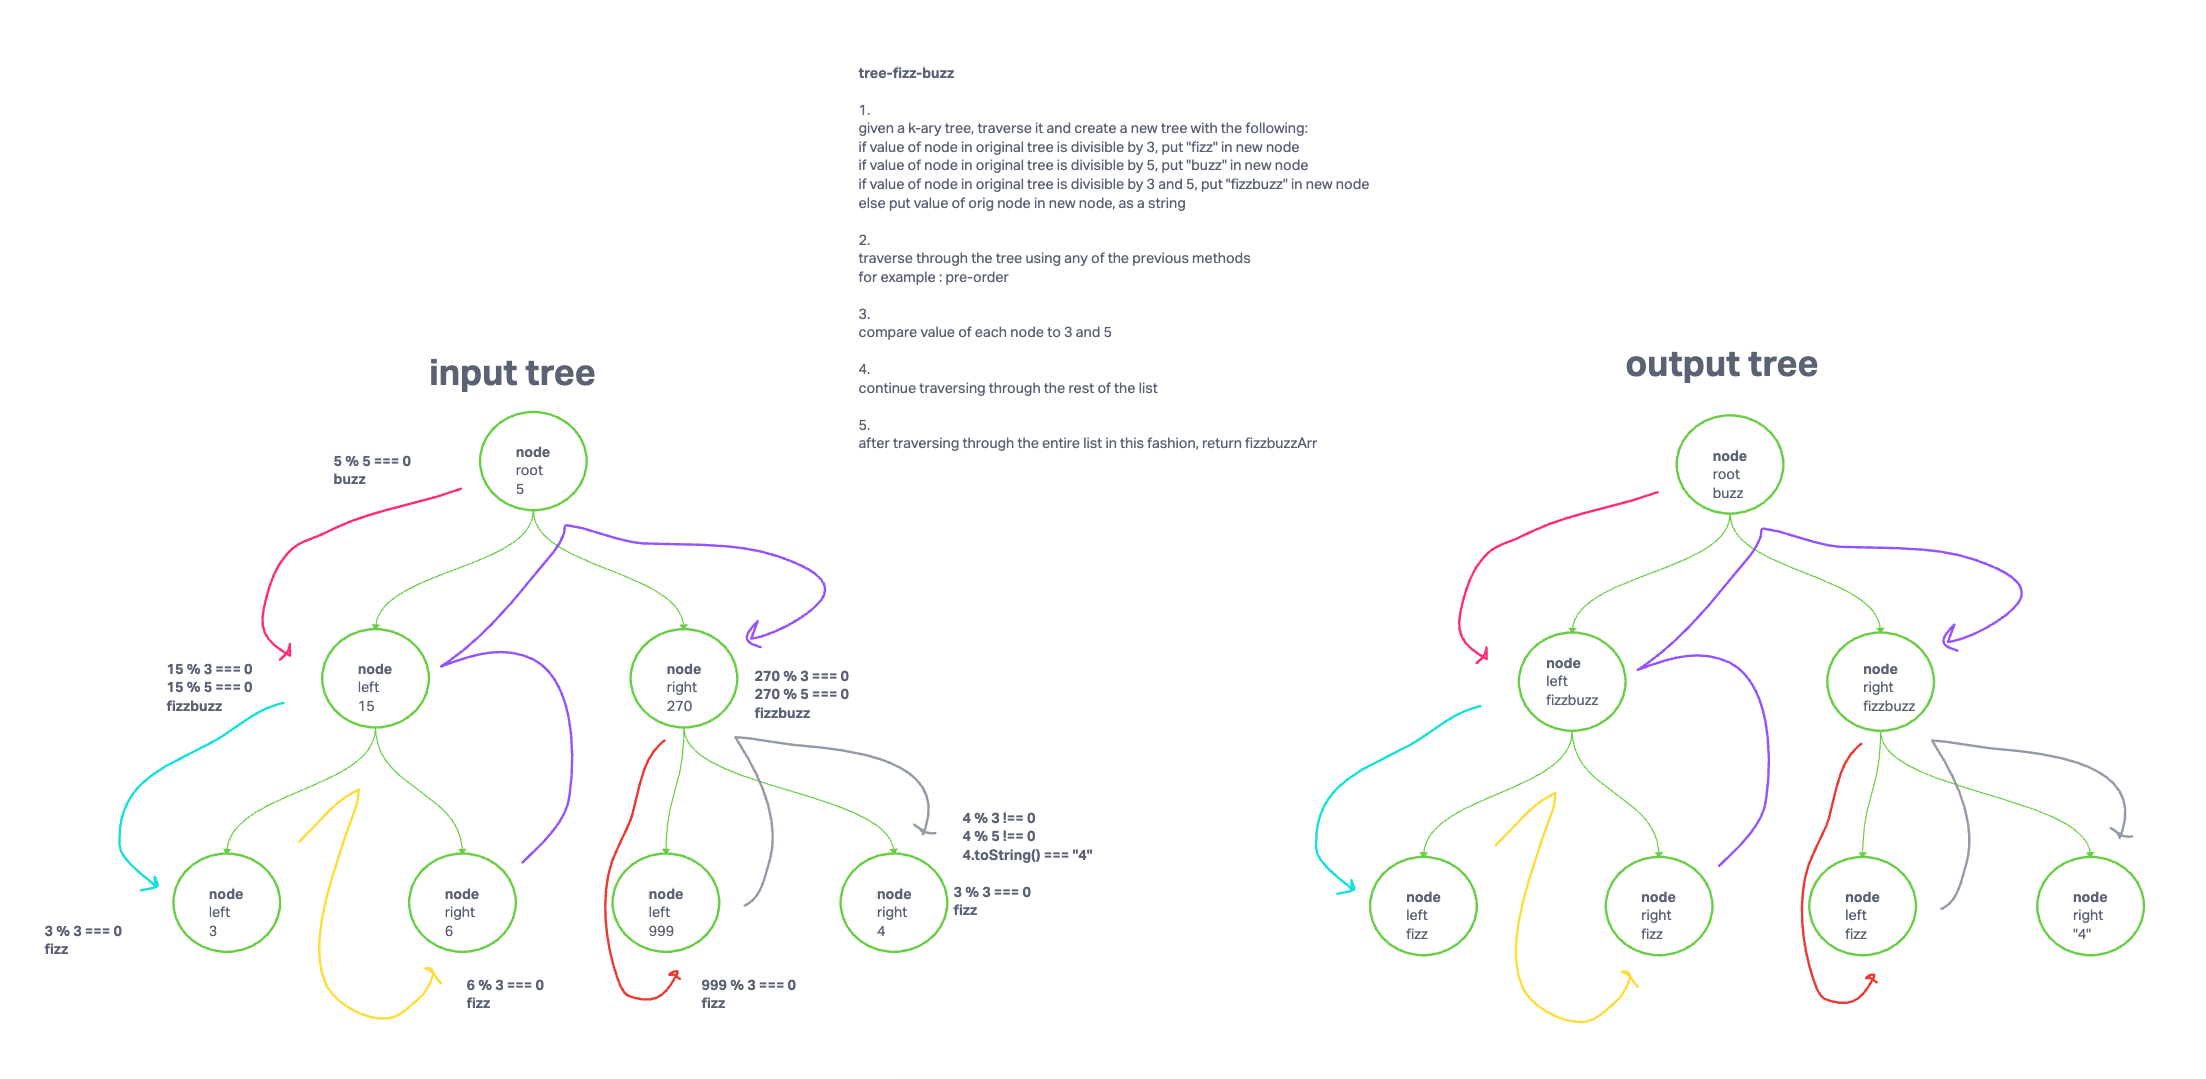 tree-fizz-buzz
1.
given a k-ary tree, traverse it and create a new tree with the following:
if value of node in original tree is divisible by 3, put "fizz" in new node
if value of node in original tree is divisible by 5, put "buzz" in new node
if value of node in original tree is divisible by 3 and 5, put "fizzbuzz" in new node
else put value of orig node in new node, as a string
2.
traverse through the tree using any of the previous methods
for example : pre-order
3.
compare value of each node to 3 and 5
4.
continue traversing through the rest of the list
5.
after traversing through the entire list in this fashion, return fizzbuzzArr
input tree
node
root
5
5 % 5 === 0
buzz
node
left
15
15 % 3 === 0
15 % 5 === 0
fizzbuzz
node
right
270
270 % 3 === 0
270 % 5 === 0
fizzbuzz
node
left
3
3 % 3 === 0
fizz
node
right
6
6 % 3 === 0
fizz
node
left
999
999 % 3 === 0
fizz
node
right
4
4 % 3 !== 0
4 % 5 !== 0
4.toString() === "4"
3 % 3 === 0
fizz
output tree
node
root
buzz
node
left
fizzbuzz
node
right
fizzbuzz
node
left
fizz
node
right
fizz
node
left
fizz
node
right
"4"